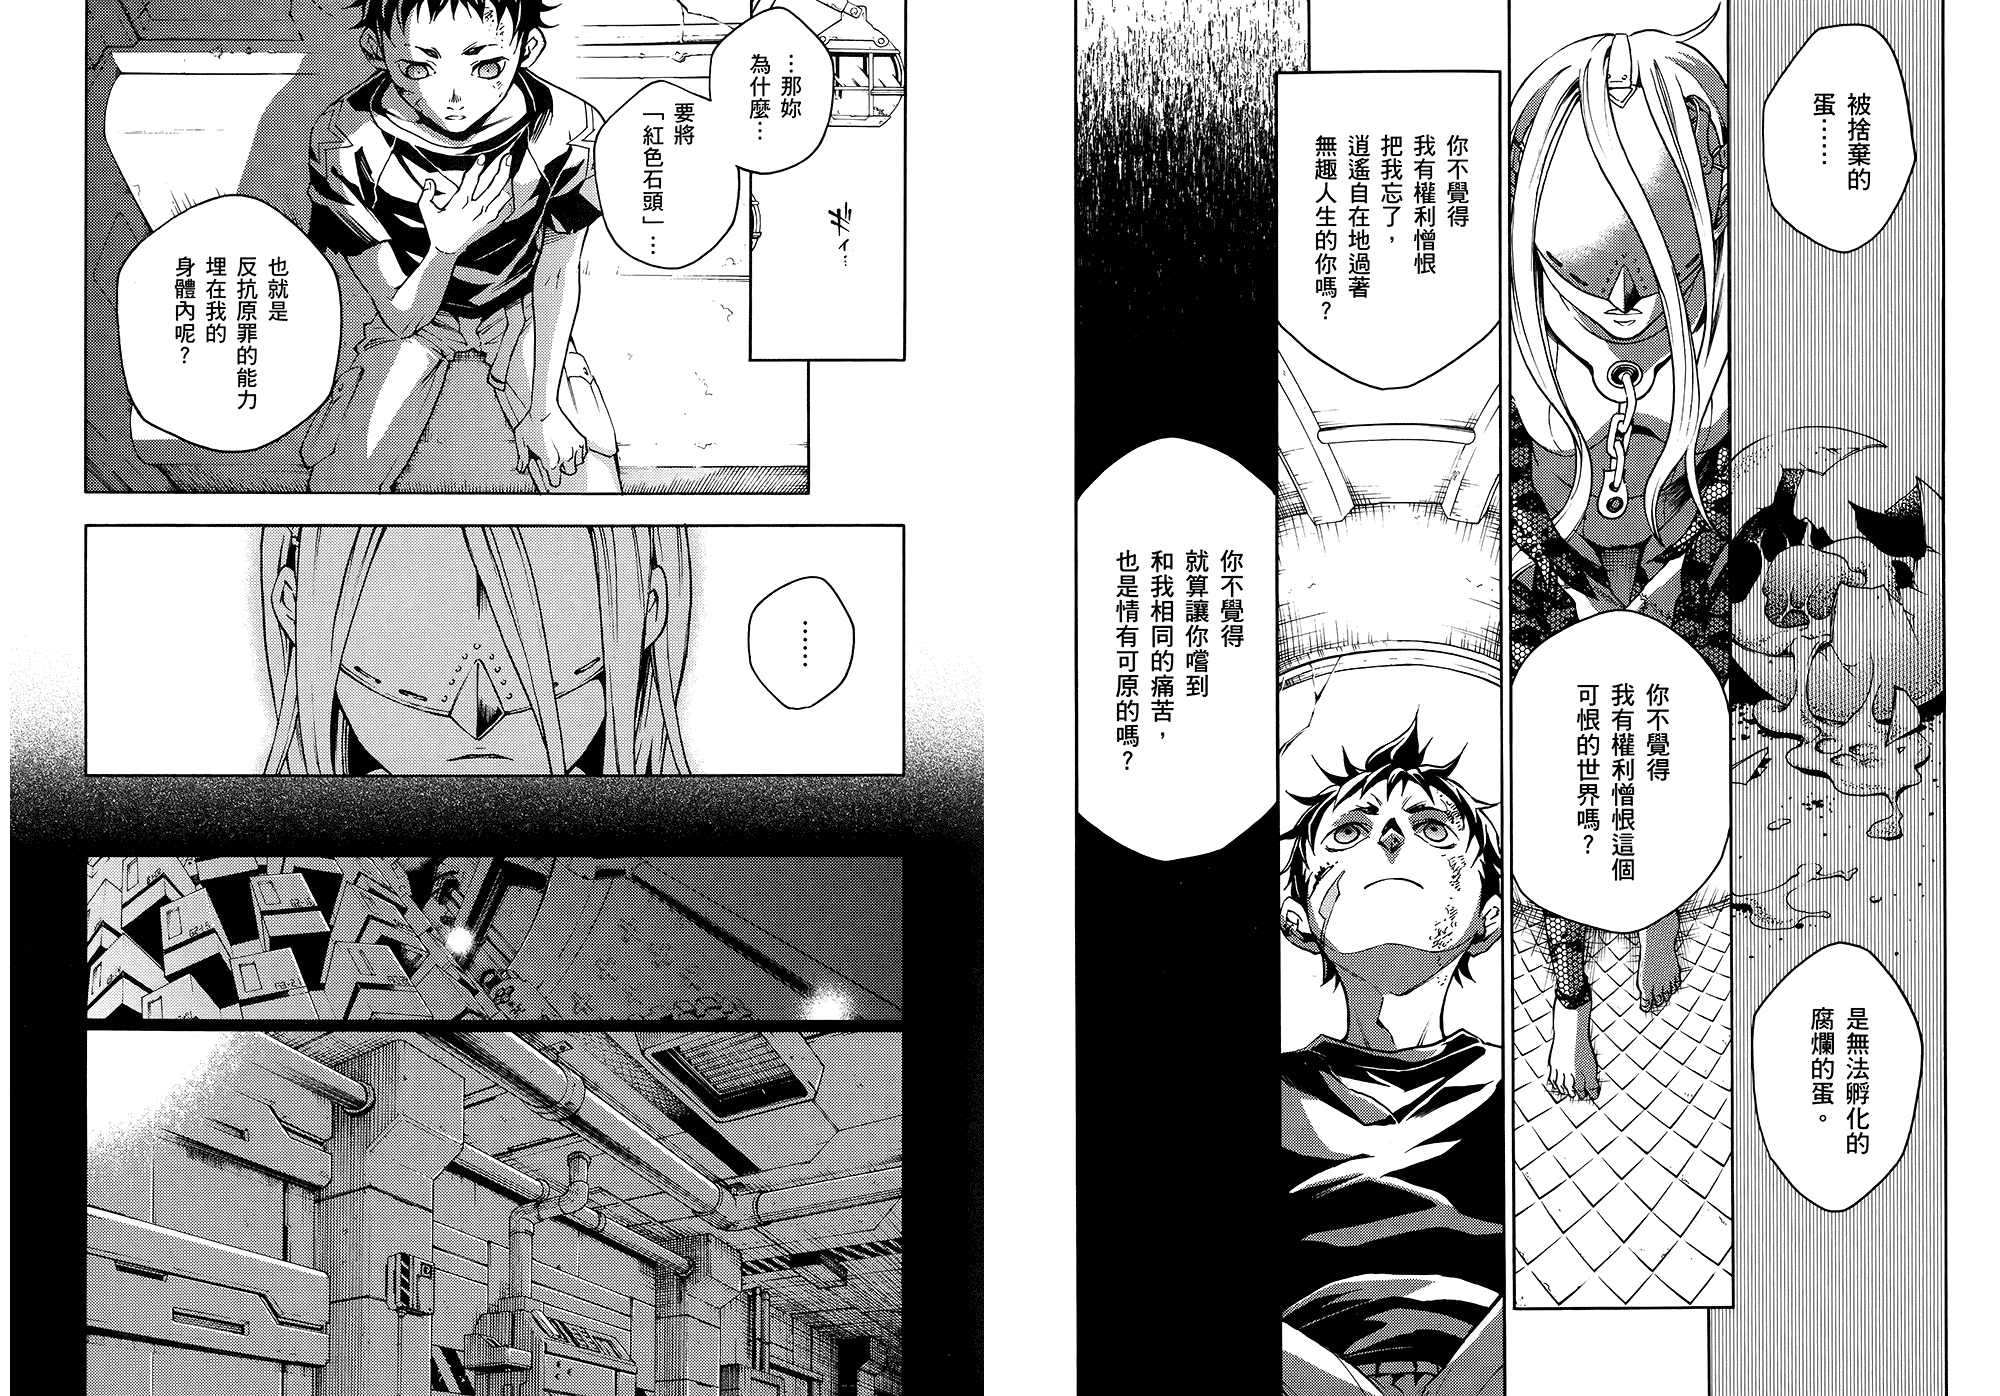 被捨棄的
蛋……
是無法孵化的
腐爛的蛋。
你不覺得
我有權利憎恨這個
可恨的世界嗎？
你不覺得
我有權利憎恨
把我忘了，
逍遙自在地過著
無趣人生的你嗎？
你不覺得
就算讓你嚐到
和我相同的痛苦，
也是情有可原的嗎？
…那妳
為什麼…
要將
「紅色石頭」…
也就是
反抗原罪的能力
埋在我的
身體內呢？
……